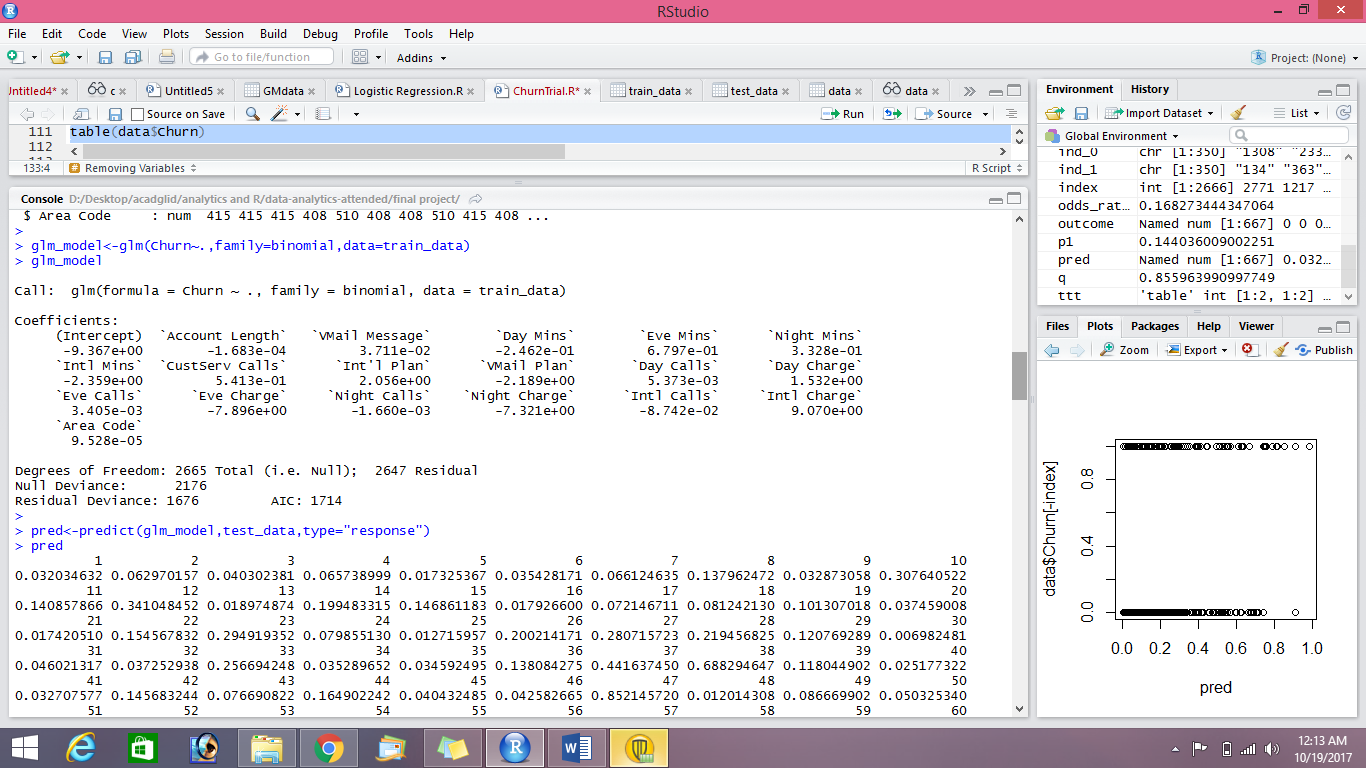 RStudio
File Edit Code View Plots Session Build Debug Profile Tools Help
Go to file/function Addins Project: (None)
Untitled4* c Untitled5 GMdata Logistic Regression.R ChurnTrial.R* train_data test_data data data
Source on Save Run Source
111 table(data$Churn)
112
133:4 Removing Variables R Script
Console D:/Desktop/acadglid/analytics and R/data-analytics-attended/final project/
$ Area Code : num 415 415 415 408 510 408 408 510 415 408 ...
>
> glm_model<-glm(Churn~.,family=binomial,data=train_data)
> glm_model
Call: glm(formula = Churn ~ ., family = binomial, data = train_data)
Coefficients:
(Intercept) `Account Length` `VMail Message` `Day Mins` `Eve Mins` `Night Mins`
-9.367e+00 -1.683e-04 3.711e-02 -2.462e-01 6.797e-01 3.328e-01
`Intl Mins` `CustServ Calls` `Int'l Plan` `VMail Plan` `Day Calls` `Day Charge`
-2.359e+00 5.413e-01 2.056e+00 -2.189e+00 5.373e-03 1.532e+00
`Eve Calls` `Eve Charge` `Night Calls` `Night Charge` `Intl Calls` `Intl Charge`
3.405e-03 -7.896e+00 -1.660e-03 -7.321e+00 -8.742e-02 9.070e+00
`Area Code`
9.528e-05
Degrees of Freedom: 2665 Total (i.e. Null); 2647 Residual
Null Deviance: 2176
Residual Deviance: 1676 AIC: 1714
>
> pred<-predict(glm_model,test_data,type="response")
> pred
1 2 3 4 5 6 7 8 9 10
0.032034632 0.062970157 0.040302381 0.065738999 0.017325367 0.035428171 0.066124635 0.137962472 0.032873058 0.307640522
11 12 13 14 15 16 17 18 19 20
0.140857866 0.341048452 0.018974874 0.199483315 0.146861183 0.017926600 0.072146711 0.081242130 0.101307018 0.037459008
21 22 23 24 25 26 27 28 29 30
0.017420510 0.154567832 0.294919352 0.079855130 0.012715957 0.200214171 0.280715723 0.219456825 0.120769289 0.006982481
31 32 33 34 35 36 37 38 39 40
0.046021317 0.037252938 0.256694248 0.035289652 0.034592495 0.138084275 0.441637450 0.688294647 0.118044902 0.025177322
41 42 43 44 45 46 47 48 49 50
0.032707577 0.145683244 0.076690822 0.164902242 0.040432485 0.042582665 0.852145720 0.012014308 0.086669902 0.050325340
51 52 53 54 55 56 57 58 59 60
Environment History
Import Dataset List
Global Environment
ind_0 chr [1:350] "1308" "233...
ind_1 chr [1:350] "134" "363"...
index int [1:2666] 2771 1217 ...
odds_rat... 0.168273444347064
outcome Named num [1:667] 0 0 0...
p1 0.144036009002251
pred Named num [1:667] 0.032...
q 0.855963990997749
ttt 'table' int [1:2, 1:2] ...
Files Plots Packages Help Viewer
Zoom Export Publish
data$Churn[-index]
0.8
0.4
0.0
0.0 0.2 0.4 0.6 0.8 1.0
pred
12:13 AM
10/19/2017